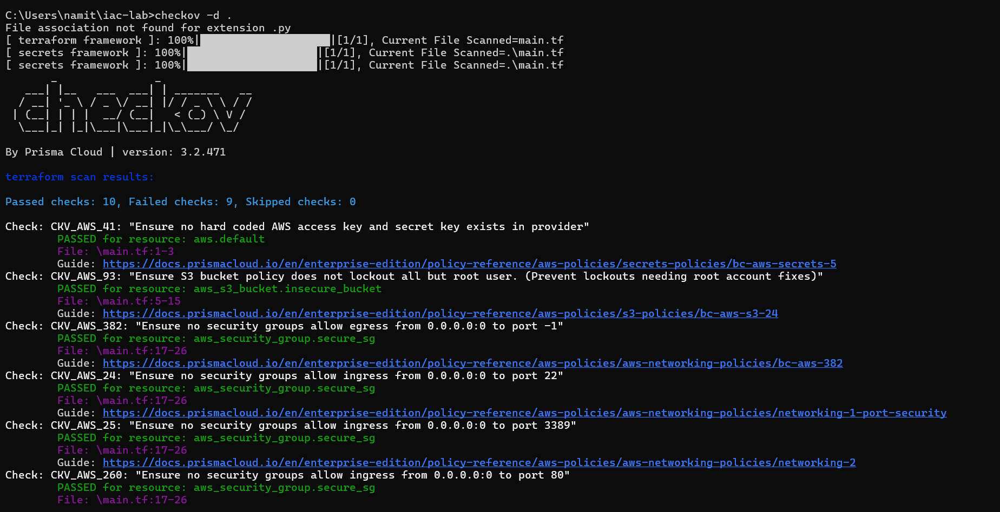 C:\Users\namit\iac-lab>checkov -d .
File association not found for extension .py
[ terraform framework ]: 100%|████████████████████|[1/1], Current File Scanned=main.tf
[ secrets framework ]: 100%|████████████████████|[1/1], Current File Scanned=.\main.tf
[ secrets framework ]: 100%|████████████████████|[1/1], Current File Scanned=.\main.tf
       _               _
   ___| |__   ___  ___| | _______   __
  / __| '_ \ / _ \/ __| |/ / _ \ \ / /
 | (__| | | |  __/ (__|   < (_) \ V /
  \___|_| |_|\___|\___|_|\_\___/ \_/
By Prisma Cloud | version: 3.2.471
terraform scan results:
Passed checks: 10, Failed checks: 9, Skipped checks: 0
Check: CKV_AWS_41: "Ensure no hard coded AWS access key and secret key exists in provider"
        PASSED for resource: aws.default
        File: \main.tf:1-3
        Guide: https://docs.prismacloud.io/en/enterprise-edition/policy-reference/aws-policies/secrets-policies/bc-aws-secrets-5
Check: CKV_AWS_93: "Ensure S3 bucket policy does not lockout all but root user. (Prevent lockouts needing root account fixes)"
        PASSED for resource: aws_s3_bucket.insecure_bucket
        File: \main.tf:5-15
        Guide: https://docs.prismacloud.io/en/enterprise-edition/policy-reference/aws-policies/s3-policies/bc-aws-s3-24
Check: CKV_AWS_382: "Ensure no security groups allow egress from 0.0.0.0:0 to port -1"
        PASSED for resource: aws_security_group.secure_sg
        File: \main.tf:17-26
        Guide: https://docs.prismacloud.io/en/enterprise-edition/policy-reference/aws-policies/aws-networking-policies/bc-aws-382
Check: CKV_AWS_24: "Ensure no security groups allow ingress from 0.0.0.0:0 to port 22"
        PASSED for resource: aws_security_group.secure_sg
        File: \main.tf:17-26
        Guide: https://docs.prismacloud.io/en/enterprise-edition/policy-reference/aws-policies/aws-networking-policies/networking-1-port-security
Check: CKV_AWS_25: "Ensure no security groups allow ingress from 0.0.0.0:0 to port 3389"
        PASSED for resource: aws_security_group.secure_sg
        File: \main.tf:17-26
        Guide: https://docs.prismacloud.io/en/enterprise-edition/policy-reference/aws-policies/aws-networking-policies/networking-2
Check: CKV_AWS_260: "Ensure no security groups allow ingress from 0.0.0.0:0 to port 80"
        PASSED for resource: aws_security_group.secure_sg
        File: \main.tf:17-26